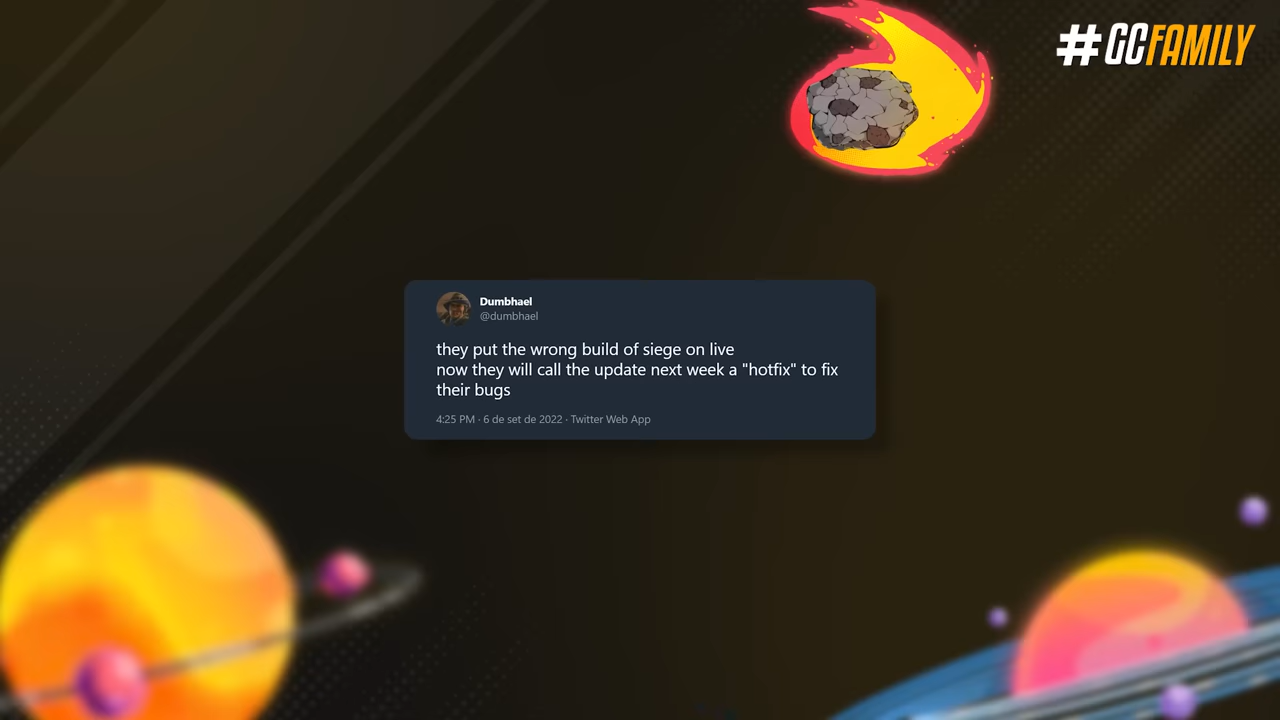 #GCFAMILY
Dumbhael
@dumbhael
they put the wrong build of siege on live
now they will call the update next week a "hotfix" to fix
their bugs
4:25 PM · 6 de set de 2022 · Twitter Web App